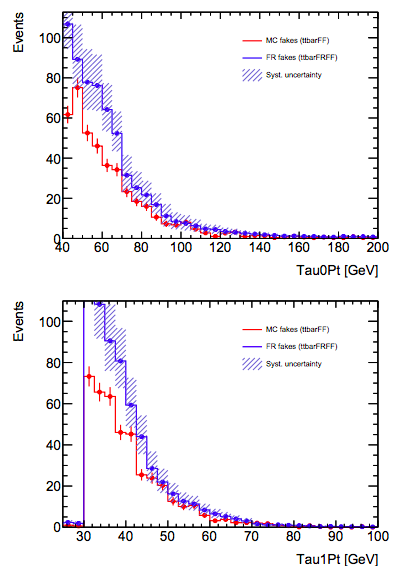 Events
100
80
60
40
20
0
MC fakes (ttbarFF)
FR fakes (ttbarFRFF)
Syst. uncertainty
40 60 80 100 120 140 160 180 200
Tau0Pt [GeV]
Events
100
80
60
40
20
0
MC fakes (ttbarFF)
FR fakes (ttbarFRFF)
Syst. uncertainty
30 40 50 60 70 80 90 100
Tau1Pt [GeV]